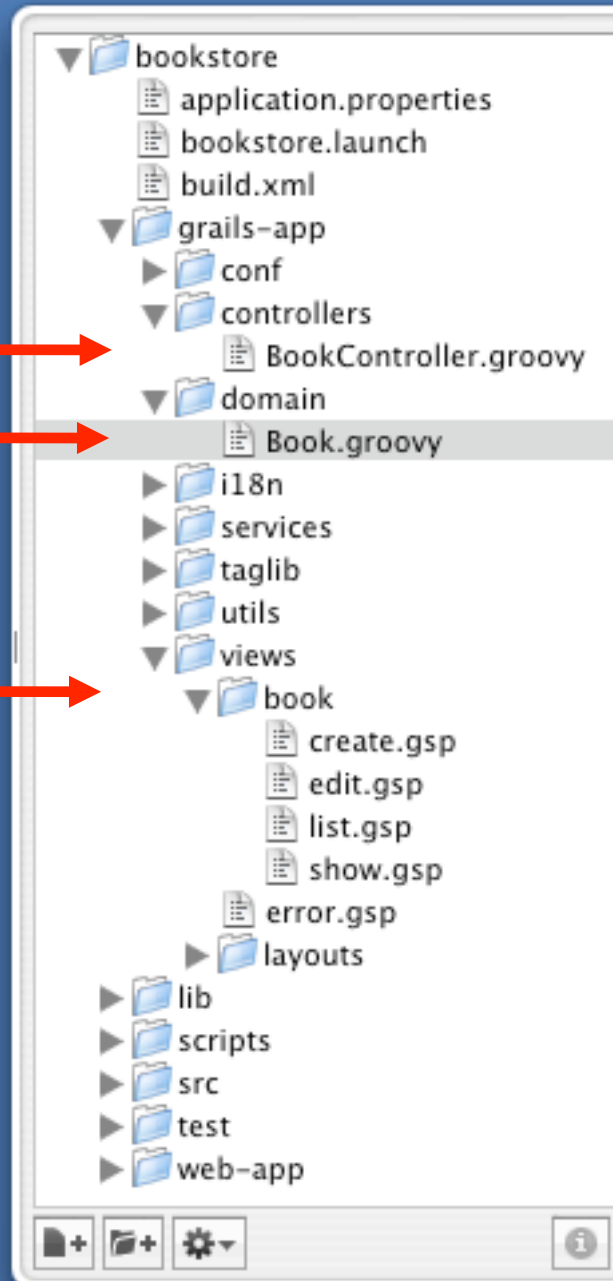 bookstore
application.properties
bookstore.launch
build.xml
grails-app
conf
controllers
BookController.groovy
domain
Book.groovy
i18n
services
taglib
utils
views
book
create.gsp
edit.gsp
list.gsp
show.gsp
error.gsp
layouts
lib
scripts
src
test
web-app